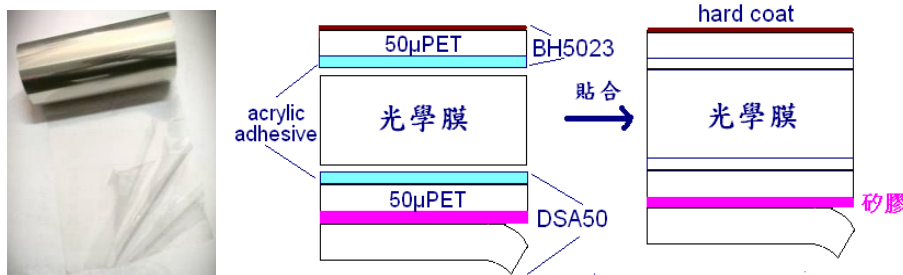 50μPET
BH5023
acrylic
adhesive
光學膜
貼合
50μPET
DSA50
hard coat
光學膜
矽膠